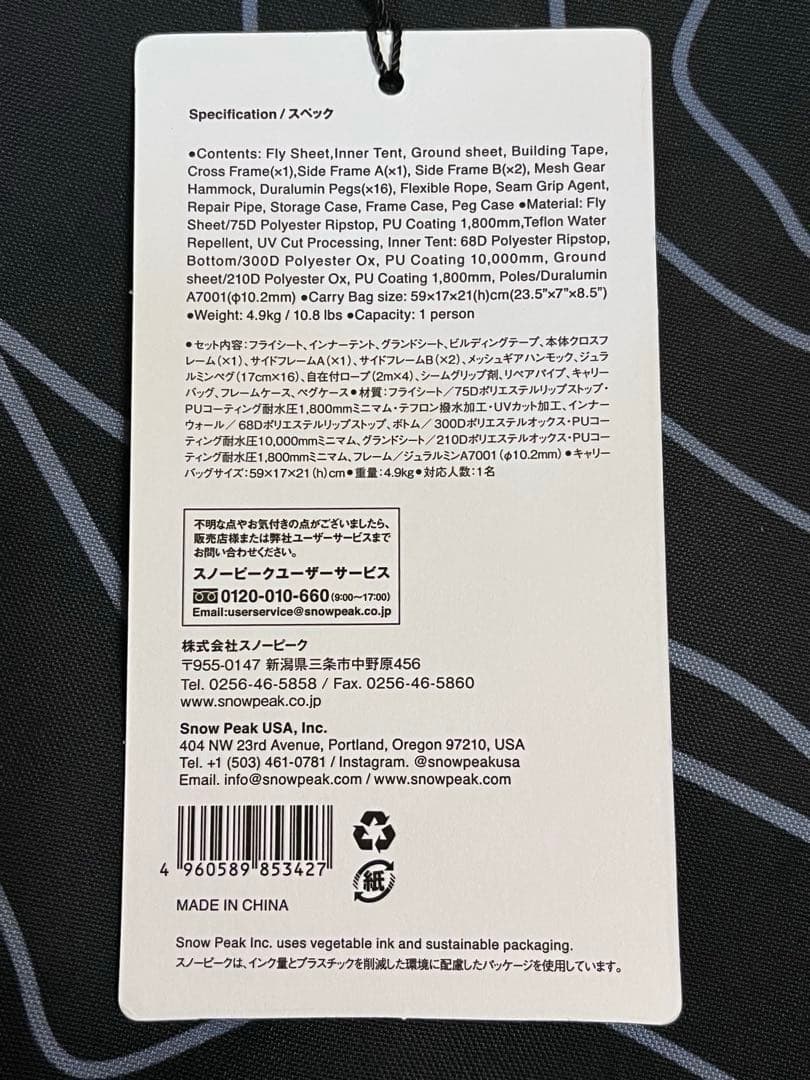 Specification / スペック
●Contents: Fly Sheet,Inner Tent, Ground sheet, Building Tape,
Cross Frame(×1),Side Frame A(×1), Side Frame B(×2), Mesh Gear
Hammock, Duralumin Pegs(×16), Flexible Rope, Seam Grip Agent,
Repair Pipe, Storage Case, Frame Case, Peg Case ●Material: Fly
Sheet/75D Polyester Ripstop, PU Coating 1,800mm,Teflon Water
Repellent, UV Cut Processing, Inner Tent: 68D Polyester Ripstop,
Bottom/300D Polyester Ox, PU Coating 10,000mm, Ground
sheet/210D Polyester Ox, PU Coating 1,800mm, Poles/Duralumin
A7001(φ10.2mm) ●Carry Bag size: 59×17×21(h)cm(23.5"×7"×8.5")
●Weight: 4.9kg / 10.8 lbs ●Capacity: 1 person
●セット内容：フライシート、インナーテント、グランドシート、ビルディングテープ、本体クロスフ
レーム（×1）、サイドフレームA（×1）、サイドフレームB（×2）、メッシュギアハンモック、ジュラ
ルミンペグ（17cm×16）、自在付ロープ（2m×4）、シームグリップ剤、リペアパイプ、キャリー
バッグ、フレームケース、ペグケース●材質：フライシート／75Dポリエステルリップストップ・
PUコーティング耐水圧1,800mmミニマム・テフロン撥水加工・UVカット加工、インナー
ウォール／68Dポリエステルリップストップ、ボトム／300Dポリエステルオックス・PUコー
ティング耐水圧10,000mmミニマム、グランドシート／210Dポリエステルオックス・PUコー
ティング耐水圧1,800mmミニマム、フレーム／ジュラルミンA7001（φ10.2mm）●キャリー
バッグサイズ：59×17×21（h）cm●重量：4.9kg●対応人数：1名
不明な点やお気付きの点がございましたら、
販売店様または弊社ユーザーサービスまで
お問い合わせください。
スノーピークユーザーサービス
0120-010-660（9:00〜17:00）
Email:userservice@snowpeak.co.jp
株式会社スノーピーク
〒955-0147 新潟県三条市中野原456
Tel. 0256-46-5858 / Fax. 0256-46-5860
www.snowpeak.co.jp
Snow Peak USA, Inc.
404 NW 23rd Avenue, Portland, Oregon 97210, USA
Tel. +1 (503) 461-0781 / Instagram. @snowpeakusa
Email. info@snowpeak.com / www.snowpeak.com
4 960589 853427
紙
MADE IN CHINA
Snow Peak Inc. uses vegetable ink and sustainable packaging.
スノーピークは、インク量とプラスチックを削減した環境に配慮したパッケージを使用しています。